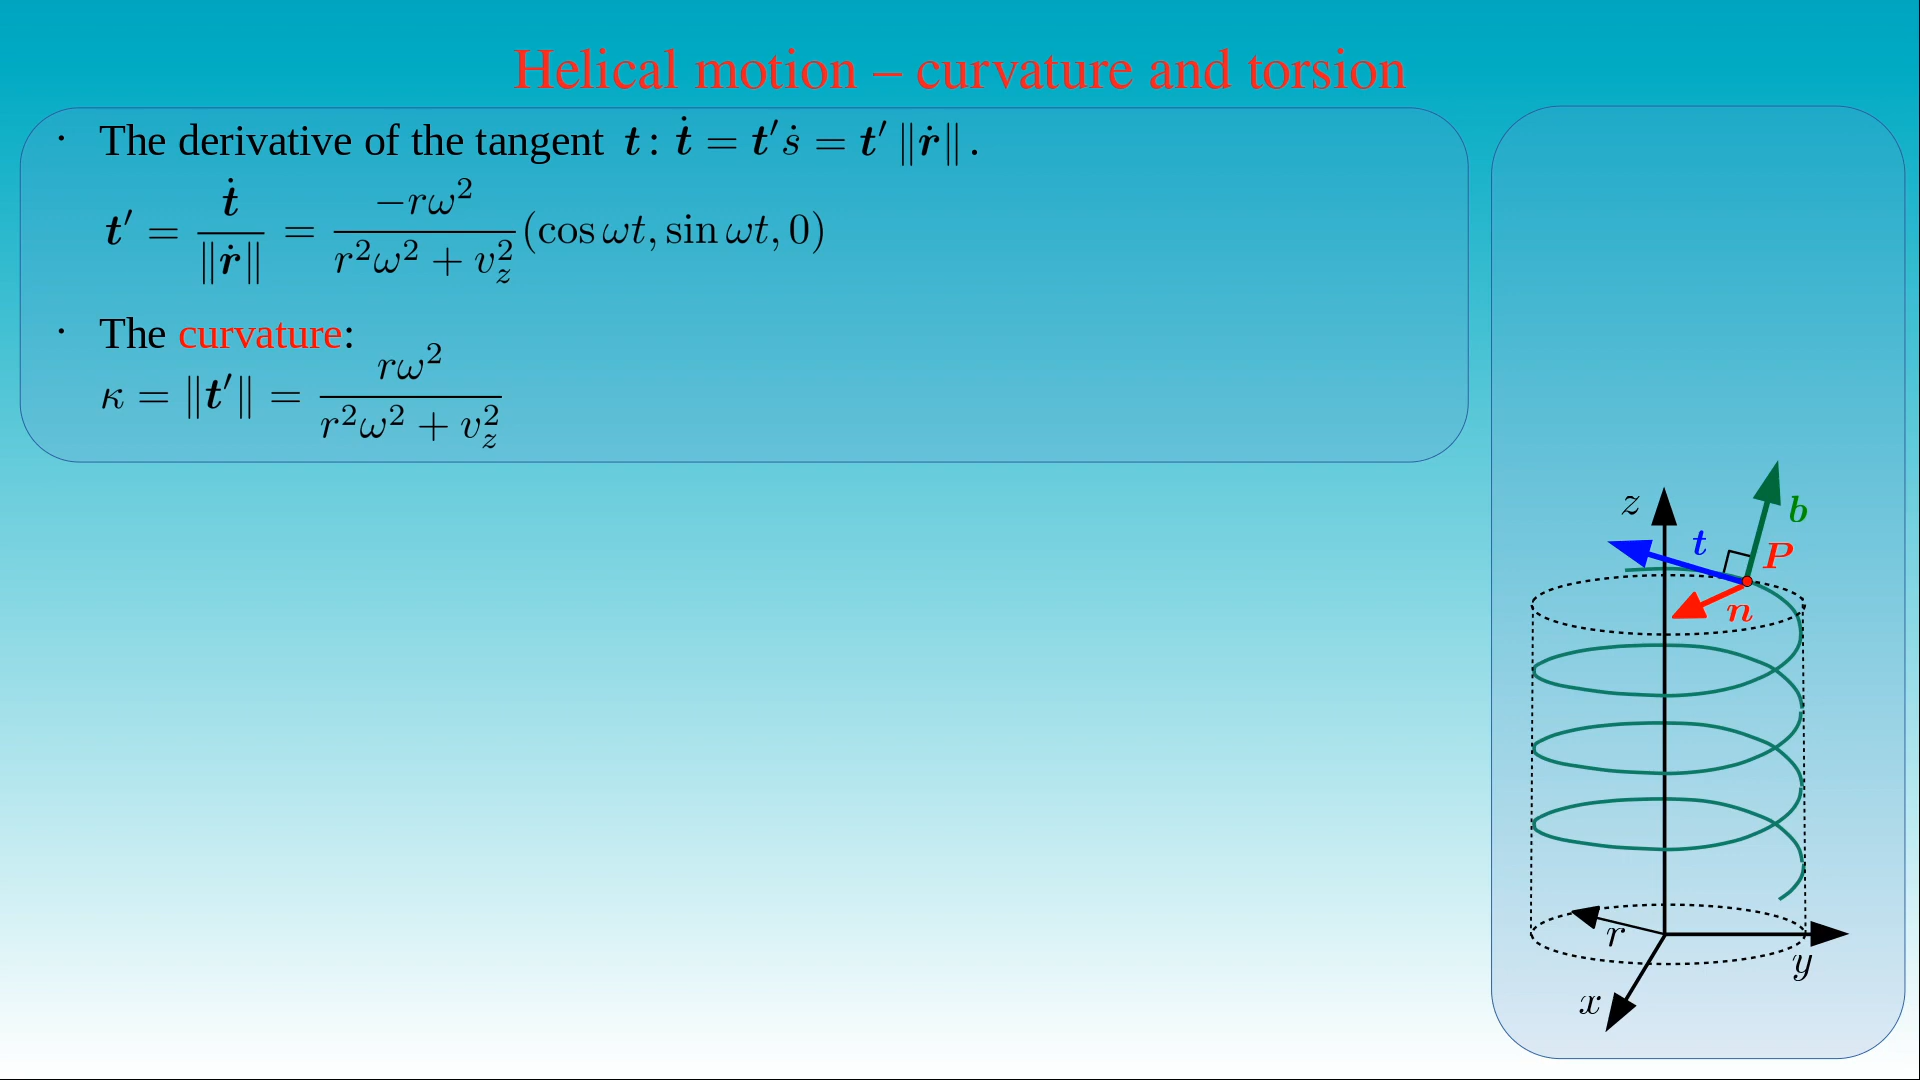 Helical motion – curvature and torsion
· The derivative of the tangent t: ṫ = t′ṡ = t′ ‖ṙ‖.
t′ = ṫ / ‖ṙ‖ = −rω² / (r²ω² + v_z²) (cos ωt, sin ωt, 0)
· The curvature:
κ = ‖t′‖ = rω² / (r²ω² + v_z²)
z
b
t
P
n
r
y
x